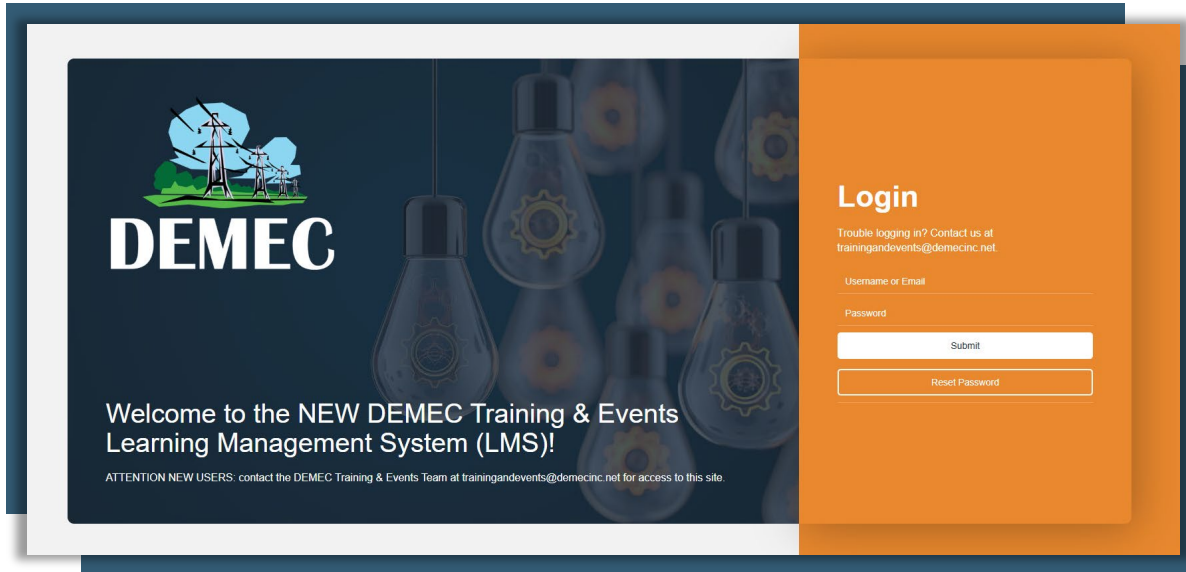 DEMEC
Welcome to the NEW DEMEC Training & Events
Learning Management System (LMS)!
ATTENTION NEW USERS: contact the DEMEC Training & Events Team at trainingandevents@demecinc.net for access to this site.
Login
Trouble logging in? Contact us at
trainingandevents@demecinc.net.
Username or Email
Password
Submit
Reset Password